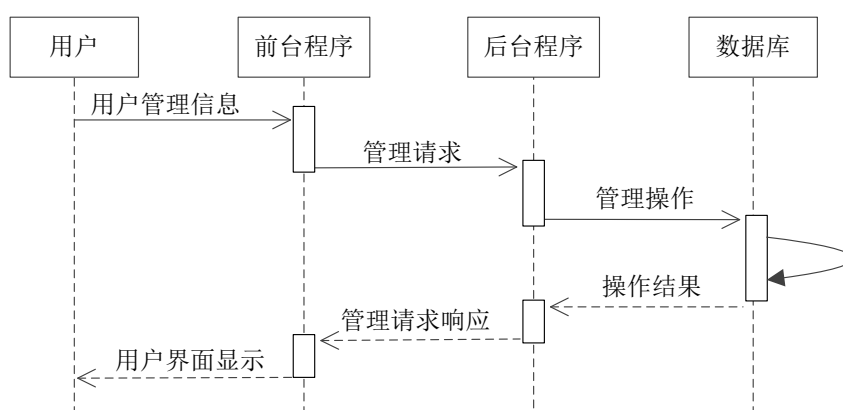 用户
前台程序
后台程序
数据库
用户管理信息
管理请求
管理操作
操作结果
管理请求响应
用户界面显示